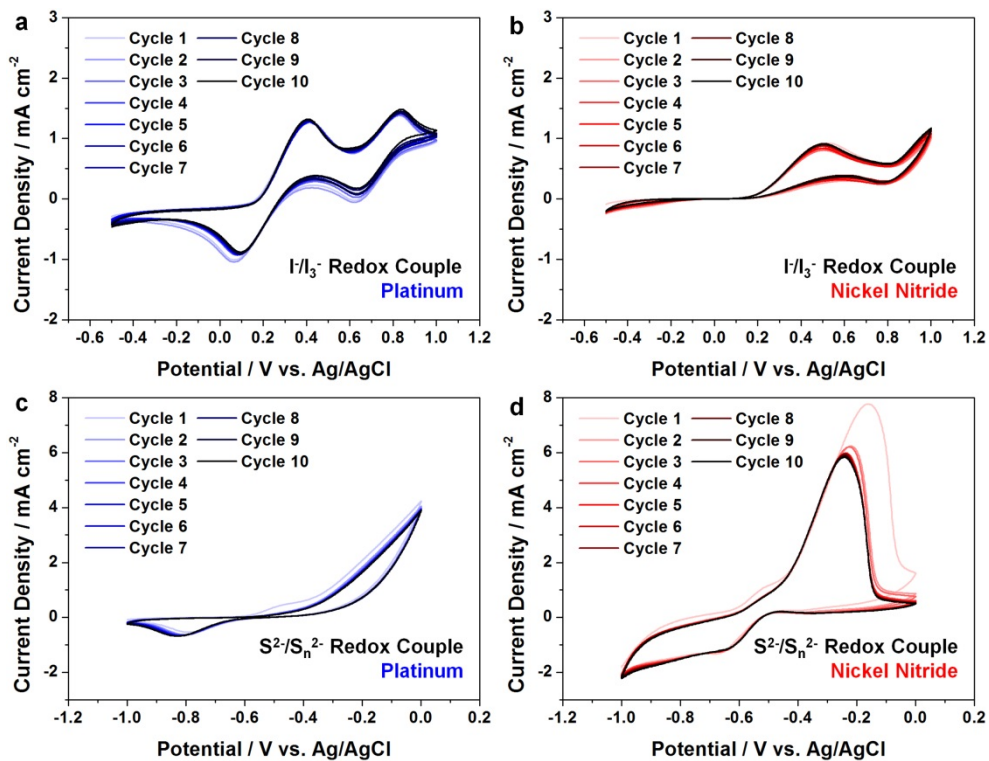 a
Current Density / mA cm⁻²
3
2
1
0
-1
-2
Cycle 1
Cycle 2
Cycle 3
Cycle 4
Cycle 5
Cycle 6
Cycle 7
Cycle 8
Cycle 9
Cycle 10
I⁻/I₃⁻ Redox Couple
Platinum
-0.6 -0.4 -0.2 0.0 0.2 0.4 0.6 0.8 1.0 1.2
Potential / V vs. Ag/AgCl
b
Current Density / mA cm⁻²
3
2
1
0
-1
-2
Cycle 1
Cycle 2
Cycle 3
Cycle 4
Cycle 5
Cycle 6
Cycle 7
Cycle 8
Cycle 9
Cycle 10
I⁻/I₃⁻ Redox Couple
Nickel Nitride
-0.6 -0.4 -0.2 0.0 0.2 0.4 0.6 0.8 1.0 1.2
Potential / V vs. Ag/AgCl
c
Current Density / mA cm⁻²
8
6
4
2
0
-2
Cycle 1
Cycle 2
Cycle 3
Cycle 4
Cycle 5
Cycle 6
Cycle 7
Cycle 8
Cycle 9
Cycle 10
S²⁻/Sₙ²⁻ Redox Couple
Platinum
-1.2 -1.0 -0.8 -0.6 -0.4 -0.2 0.0 0.2
Potential / V vs. Ag/AgCl
d
Current Density / mA cm⁻²
8
6
4
2
0
-2
Cycle 1
Cycle 2
Cycle 3
Cycle 4
Cycle 5
Cycle 6
Cycle 7
Cycle 8
Cycle 9
Cycle 10
S²⁻/Sₙ²⁻ Redox Couple
Nickel Nitride
-1.2 -1.0 -0.8 -0.6 -0.4 -0.2 0.0 0.2
Potential / V vs. Ag/AgCl